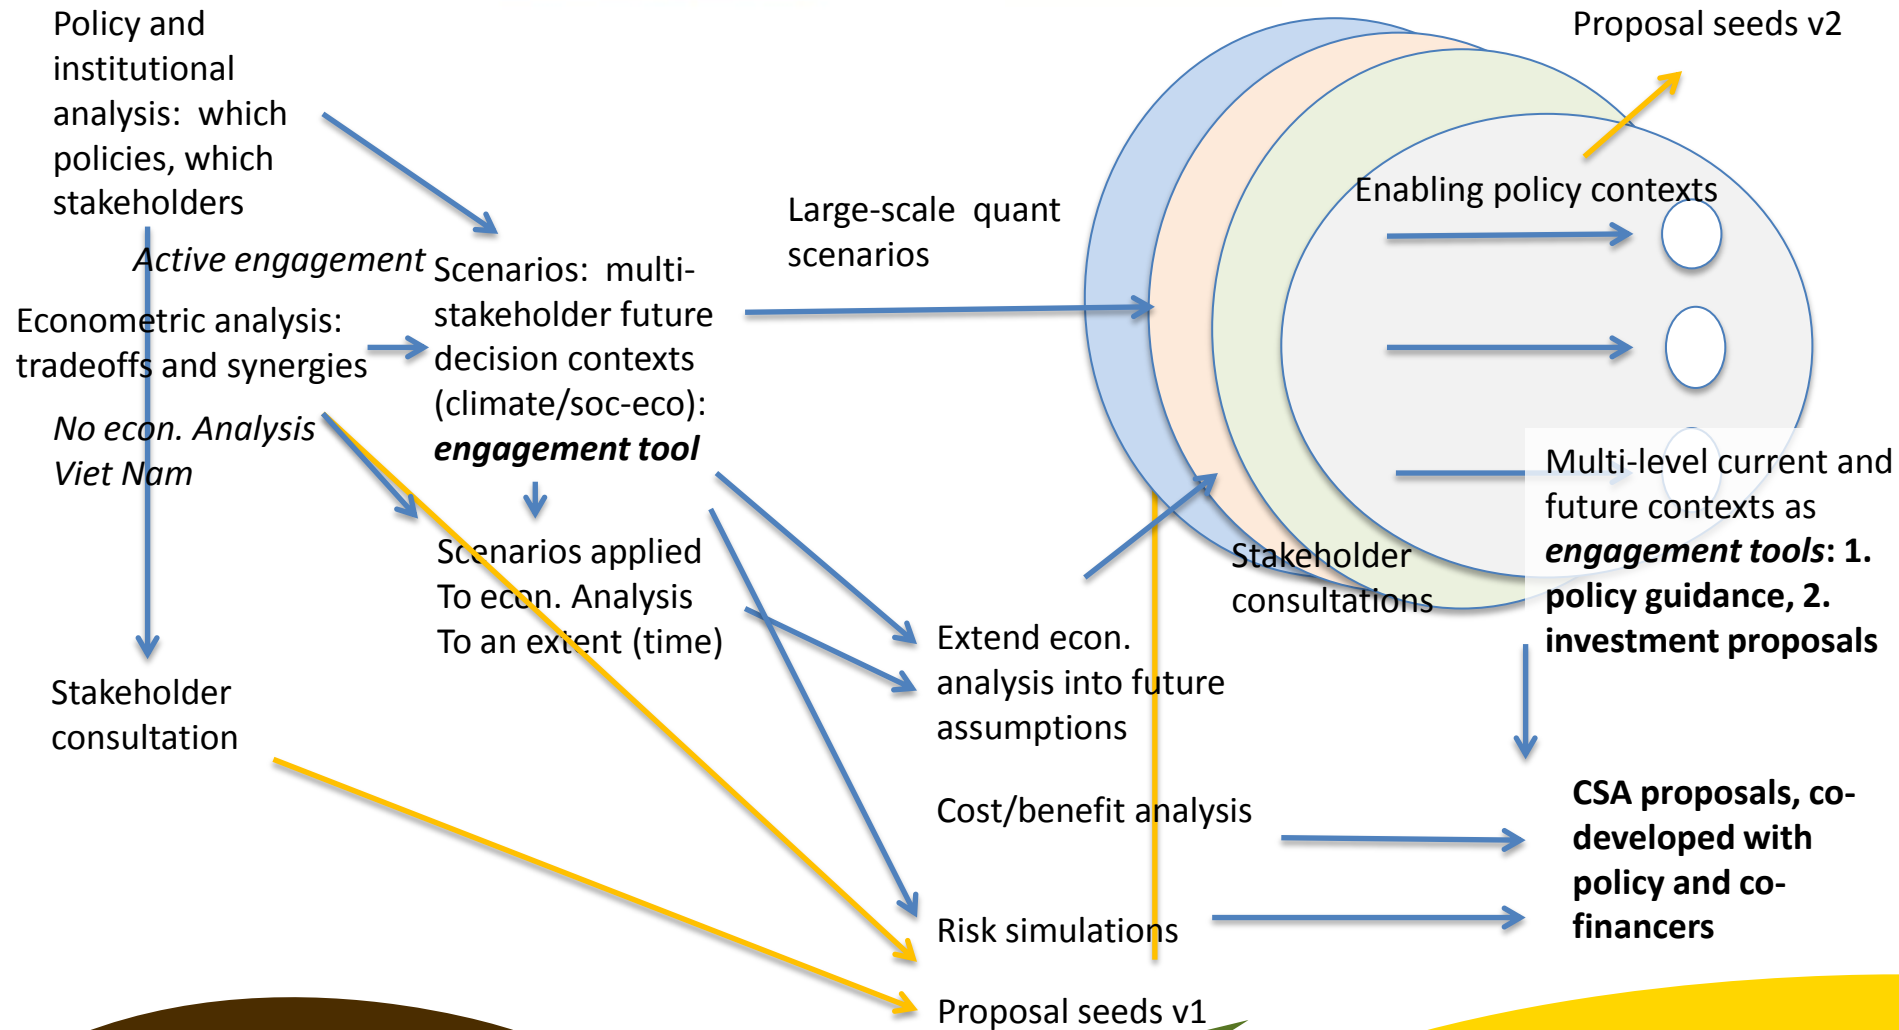 Policy and
institutional
analysis: which
policies, which
stakeholders
Active engagement
Econometric analysis:
tradeoffs and synergies
No econ. Analysis
Viet Nam
Stakeholder
consultation
Scenarios: multi-
stakeholder future
decision contexts
(climate/soc-eco):
engagement tool
Scenarios applied
To econ. Analysis
To an extent (time)
Large-scale quant
scenarios
Extend econ.
analysis into future
assumptions
Cost/benefit analysis
Risk simulations
Proposal seeds v1
Proposal seeds v2
Enabling policy contexts
Stakeholder
consultations
Multi-level current and
future contexts as
engagement tools: 1.
policy guidance, 2.
investment proposals
CSA proposals, co-
developed with
policy and co-
financers